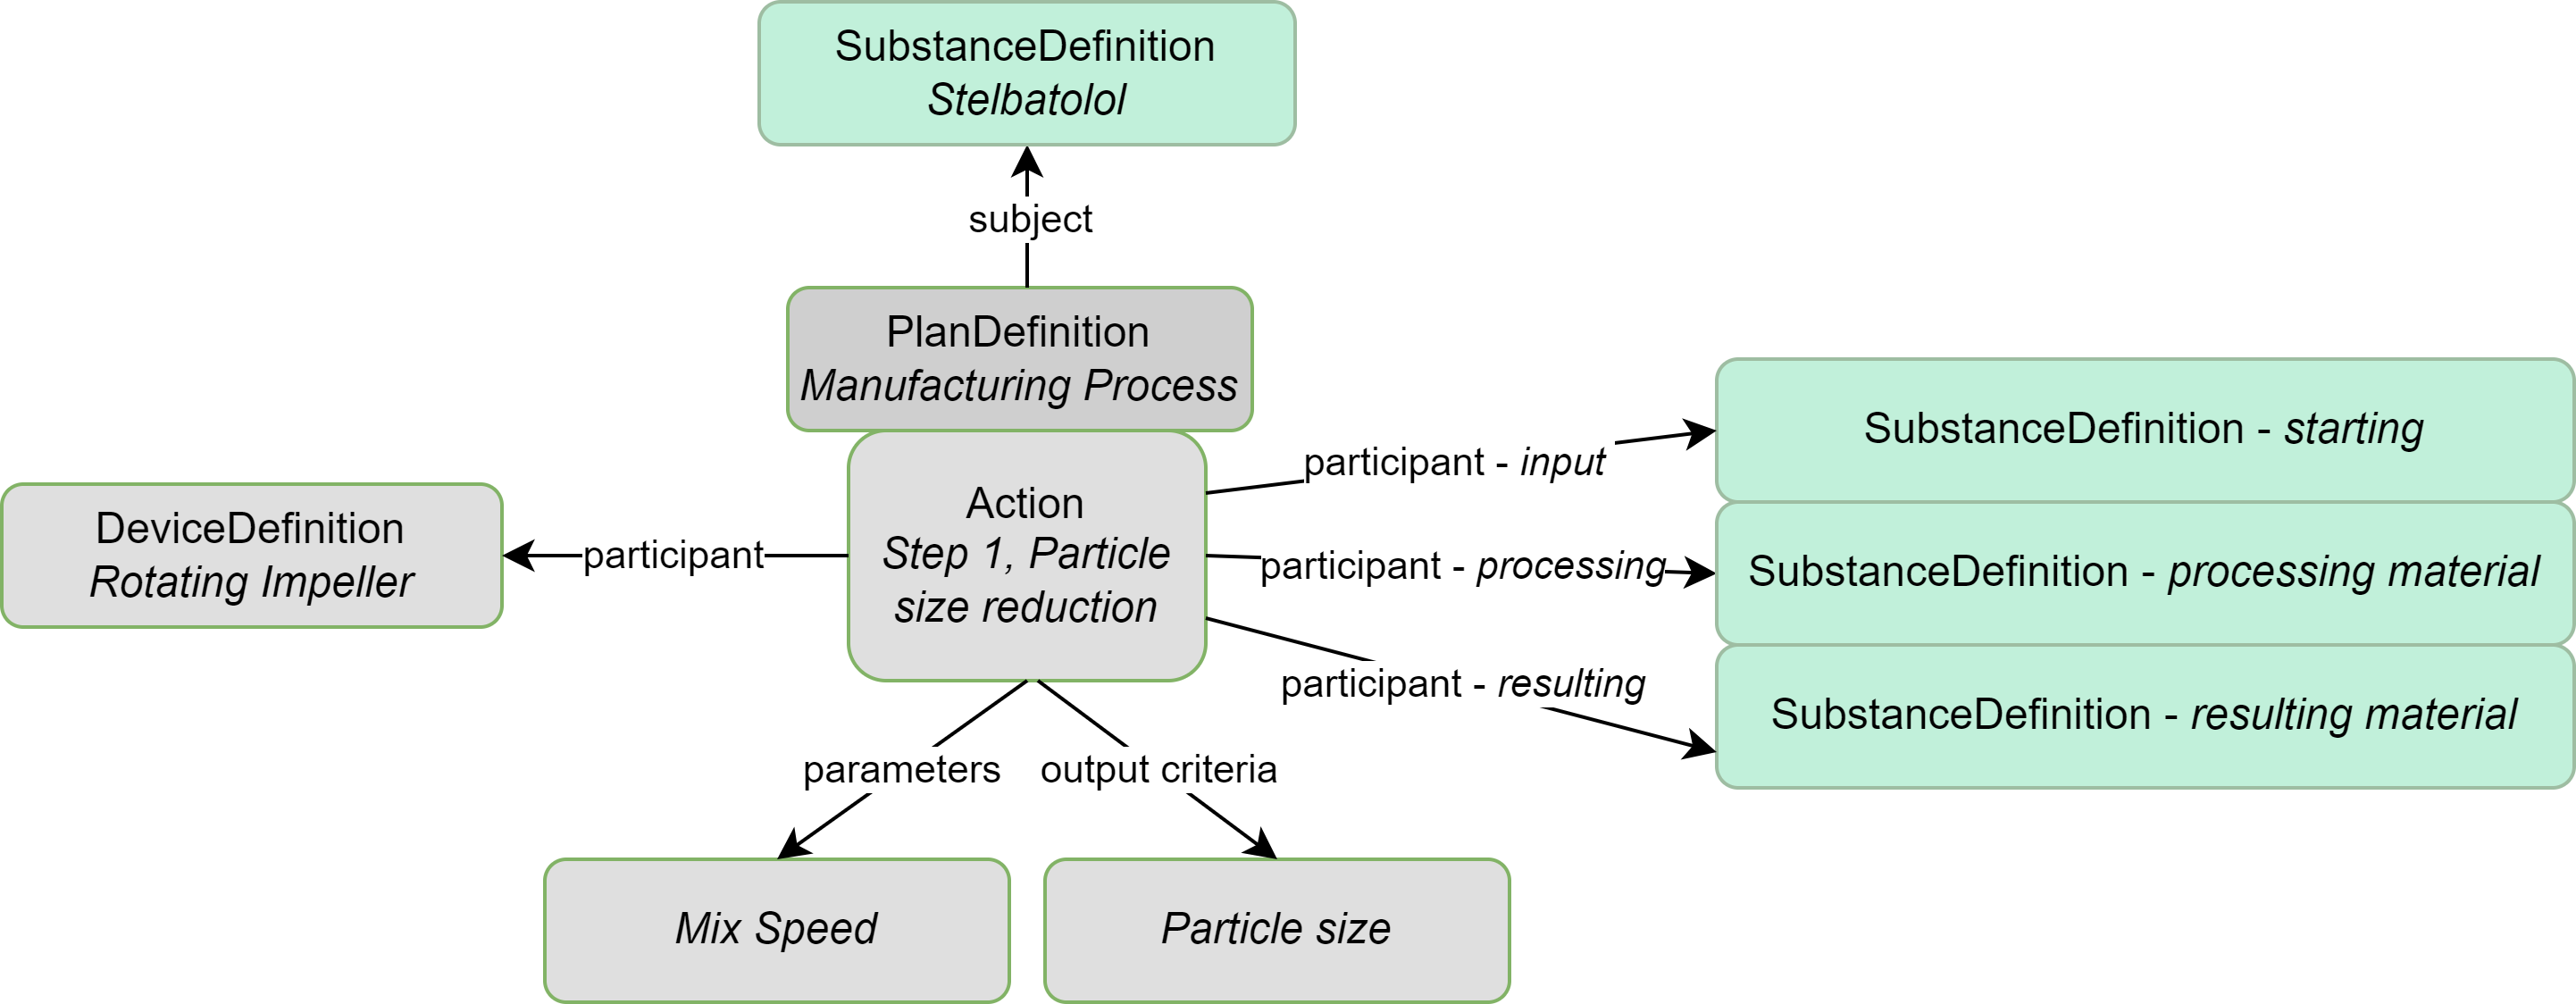 SubstanceDefinition
Stelbatolol
subject
PlanDefinition
Manufacturing Process
DeviceDefinition
Rotating Impeller
participant
Action
Step 1, Particle
size reduction
participant - input
participant - processing
participant - resulting
SubstanceDefinition - starting
SubstanceDefinition - processing material
SubstanceDefinition - resulting material
parameters
output criteria
Mix Speed
Particle size